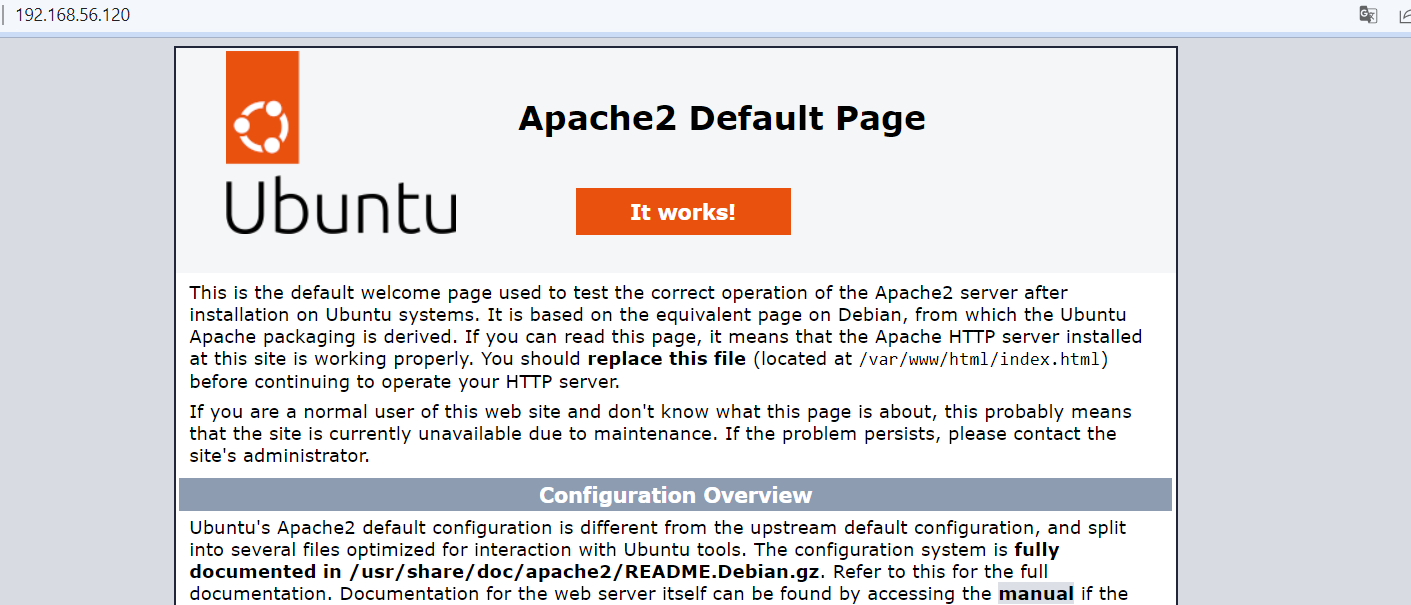 192.168.56.120
Apache2 Default Page
Ubuntu
It works!
This is the default welcome page used to test the correct operation of the Apache2 server after
installation on Ubuntu systems. It is based on the equivalent page on Debian, from which the Ubuntu
Apache packaging is derived. If you can read this page, it means that the Apache HTTP server installed
at this site is working properly. You should replace this file (located at /var/www/html/index.html)
before continuing to operate your HTTP server.
If you are a normal user of this web site and don't know what this page is about, this probably means
that the site is currently unavailable due to maintenance. If the problem persists, please contact the
site's administrator.
Configuration Overview
Ubuntu's Apache2 default configuration is different from the upstream default configuration, and split
into several files optimized for interaction with Ubuntu tools. The configuration system is fully
documented in /usr/share/doc/apache2/README.Debian.gz. Refer to this for the full
documentation. Documentation for the web server itself can be found by accessing the manual if the